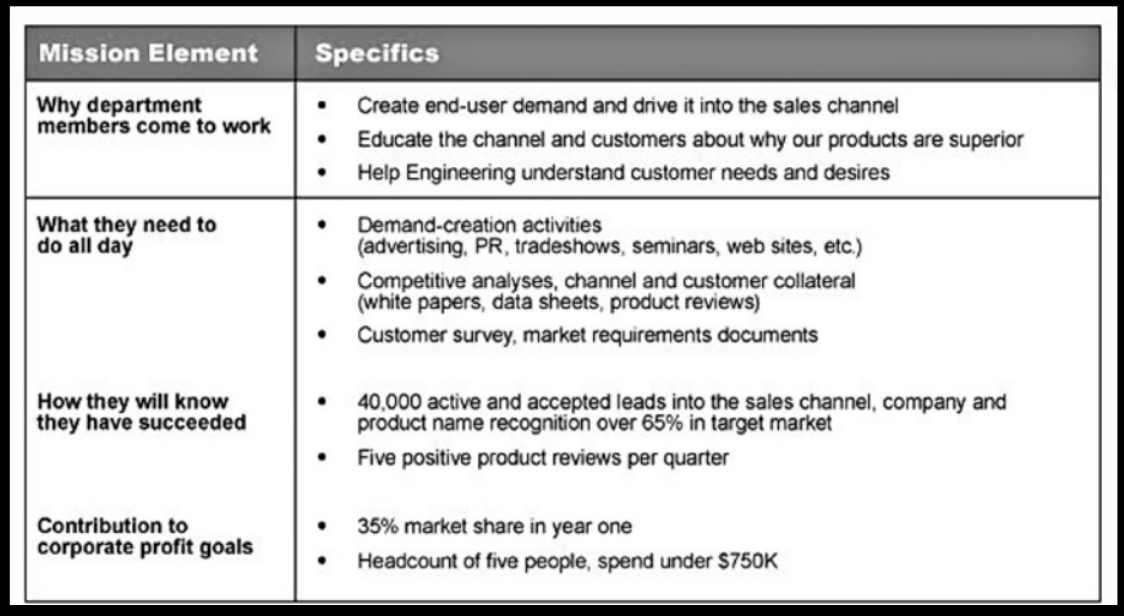 Mission Element
Specifics
Why department
members come to work
• Create end-user demand and drive it into the sales channel
• Educate the channel and customers about why our products are superior
• Help Engineering understand customer needs and desires
What they need to
do all day
• Demand-creation activities
(advertising, PR, tradeshows, seminars, web sites, etc.)
• Competitive analyses, channel and customer collateral
(white papers, data sheets, product reviews)
• Customer survey, market requirements documents
How they will know
they have succeeded
• 40,000 active and accepted leads into the sales channel, company and
product name recognition over 65% in target market
• Five positive product reviews per quarter
Contribution to
corporate profit goals
• 35% market share in year one
• Headcount of five people, spend under $750K